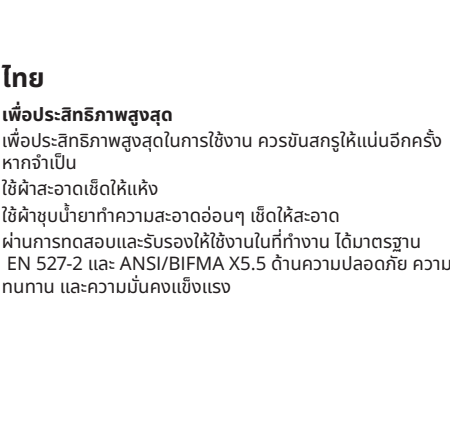 ไทย
เพื่อประสิทธิภาพสูงสุด
เพื่อประสิทธิภาพสูงสุดในการใช้งาน ควรขันสกรูให้แน่นอีกครั้ง
หากจำเป็น
ใช้ผ้าสะอาดเช็ดให้แห้ง
ใช้ผ้าชุบน้ำยาทำความสะอาดอ่อนๆ เช็ดให้สะอาด
ผ่านการทดสอบและรับรองให้ใช้งานในที่ทำงาน ได้มาตรฐาน
EN 527-2 และ ANSI/BIFMA X5.5 ด้านความปลอดภัย ความ
ทนทาน และความมั่นคงแข็งแรง